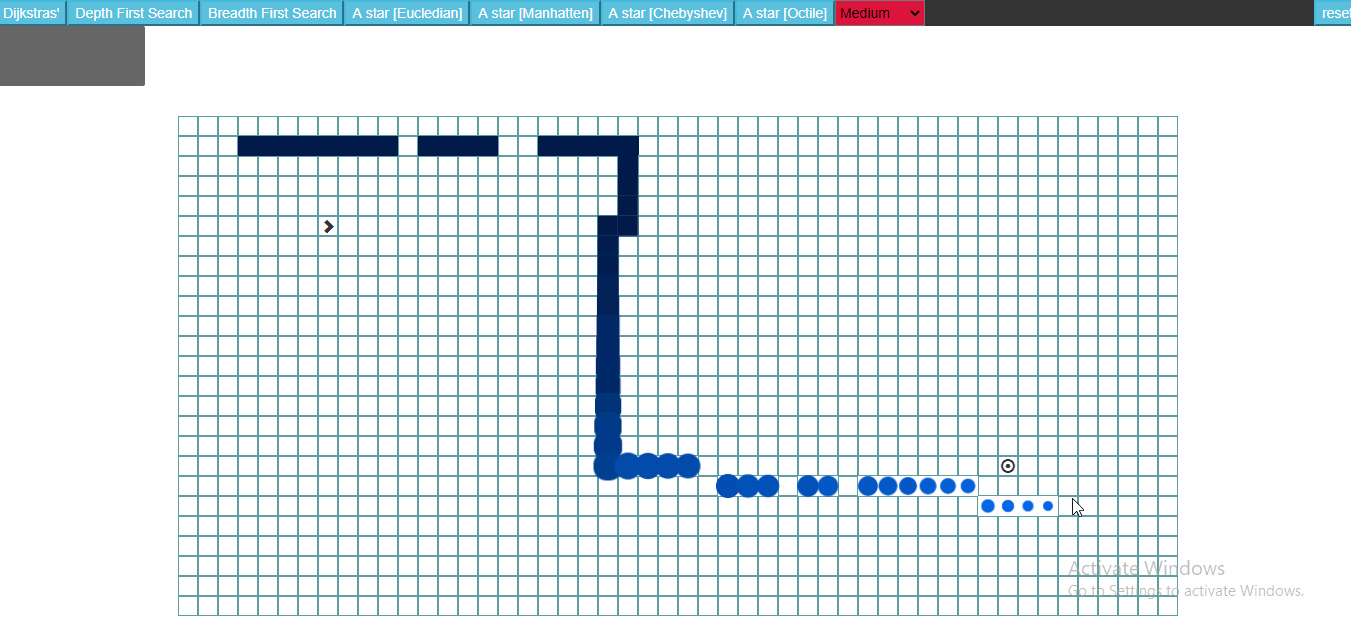 Dijkstras' Depth First Search Breadth First Search A star [Eucledian] A star [Manhatten] A star [Chebyshev] A star [Octile] Medium reset
Activate Windows
Go to Settings to activate Windows.